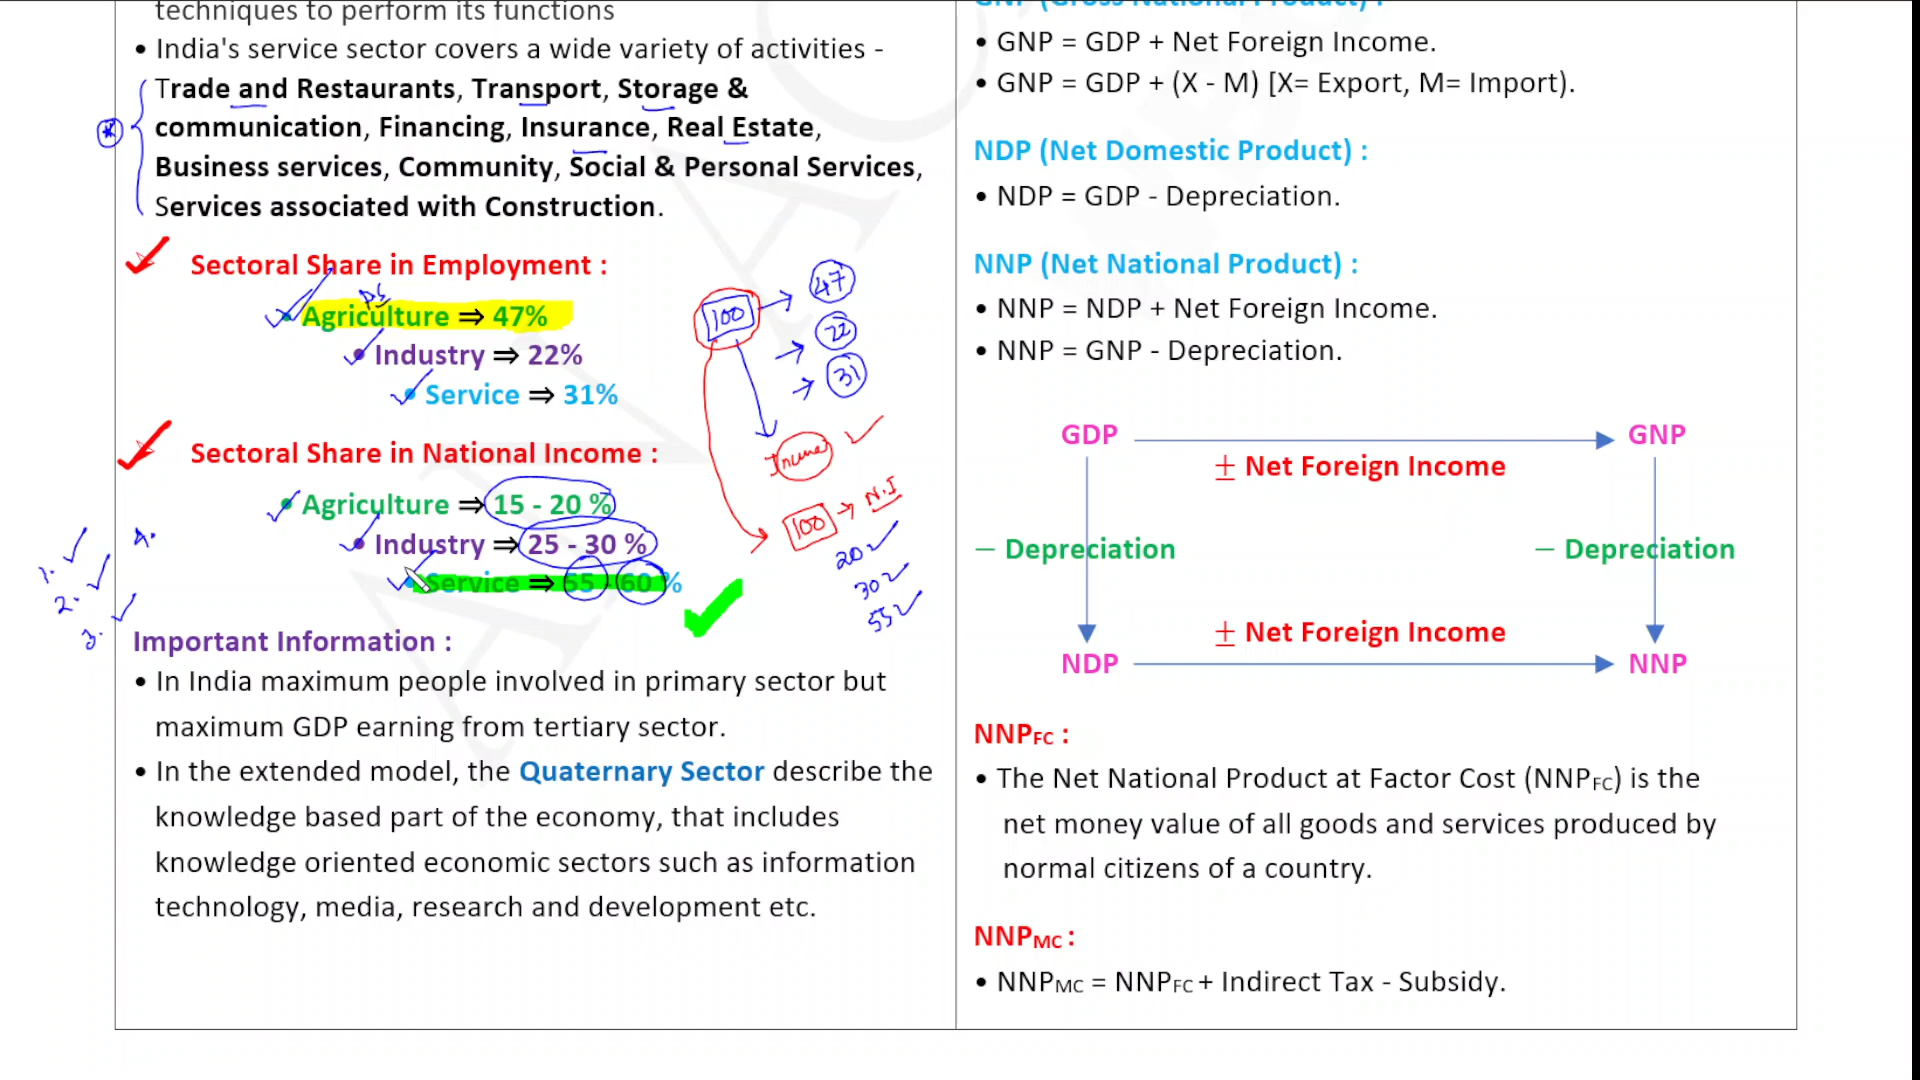 techniques to perform its functions
• India's service sector covers a wide variety of activities -
Trade and Restaurants, Transport, Storage &
communication, Financing, Insurance, Real Estate,
Business services, Community, Social & Personal Services,
Services associated with Construction.
Sectoral Share in Employment :
• Agriculture ⇒ 47%
• Industry ⇒ 22%
• Service ⇒ 31%
100
47
22
31
Sectoral Share in National Income :
• Agriculture ⇒ 15 - 20 %
• Industry ⇒ 25 - 30 %
• Service ⇒ 55 - 60 %
100 → N.I
20
30
55
1.
2.
3.
4.
Important Information :
• In India maximum people involved in primary sector but
maximum GDP earning from tertiary sector.
• In the extended model, the Quaternary Sector describe the
knowledge based part of the economy, that includes
knowledge oriented economic sectors such as information
technology, media, research and development etc.
GNP (Gross National Product) :
• GNP = GDP + Net Foreign Income.
• GNP = GDP + (X - M) [X= Export, M= Import).
NDP (Net Domestic Product) :
• NDP = GDP - Depreciation.
NNP (Net National Product) :
• NNP = NDP + Net Foreign Income.
• NNP = GNP - Depreciation.
GDP GNP
± Net Foreign Income
– Depreciation – Depreciation
± Net Foreign Income
NDP NNP
NNPFC :
• The Net National Product at Factor Cost (NNPFC) is the
net money value of all goods and services produced by
normal citizens of a country.
NNPMC :
• NNPMC = NNPFC + Indirect Tax - Subsidy.